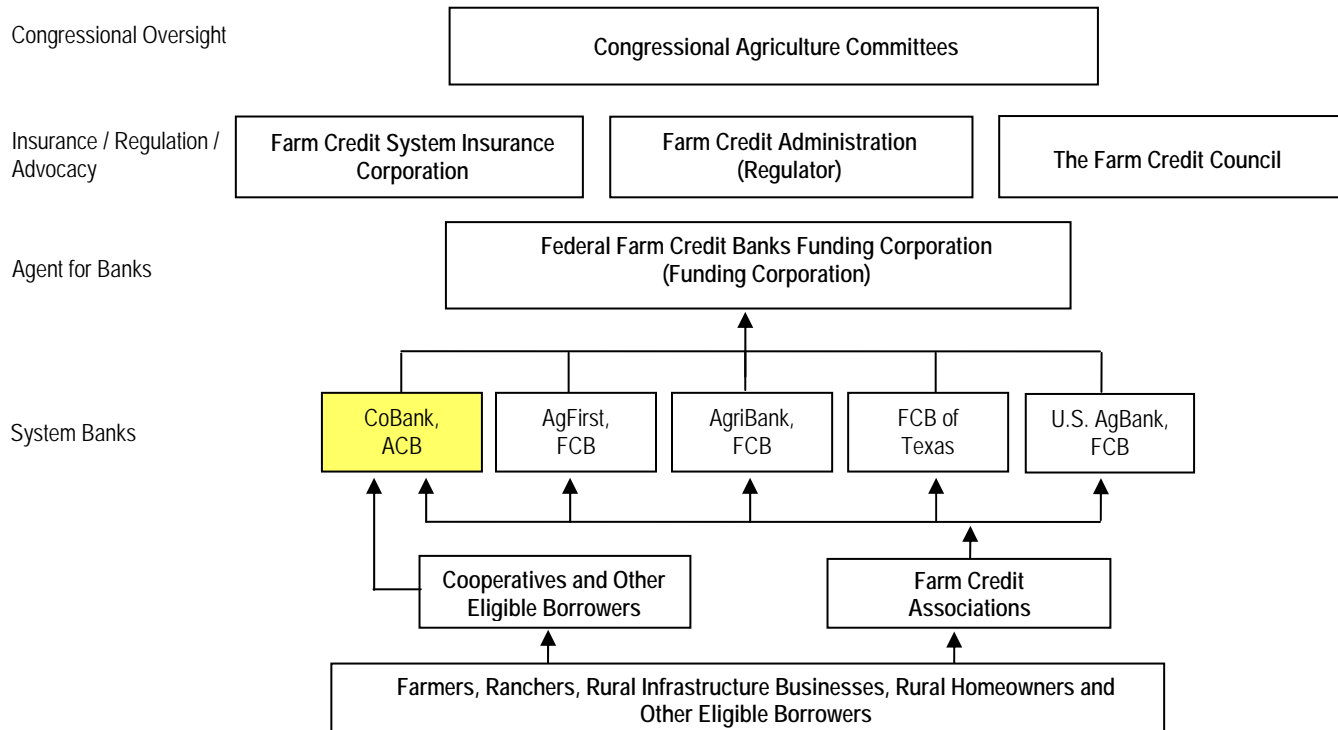 Congressional Oversight
Congressional Agriculture Committees
Insurance / Regulation /
Advocacy
Farm Credit System Insurance
Corporation
Farm Credit Administration
(Regulator)
The Farm Credit Council
Agent for Banks
Federal Farm Credit Banks Funding Corporation
(Funding Corporation)
System Banks
CoBank,
ACB
AgFirst,
FCB
AgriBank,
FCB
FCB of
Texas
U.S. AgBank,
FCB
Cooperatives and Other
Eligible Borrowers
Farm Credit
Associations
Farmers, Ranchers, Rural Infrastructure Businesses, Rural Homeowners and
Other Eligible Borrowers